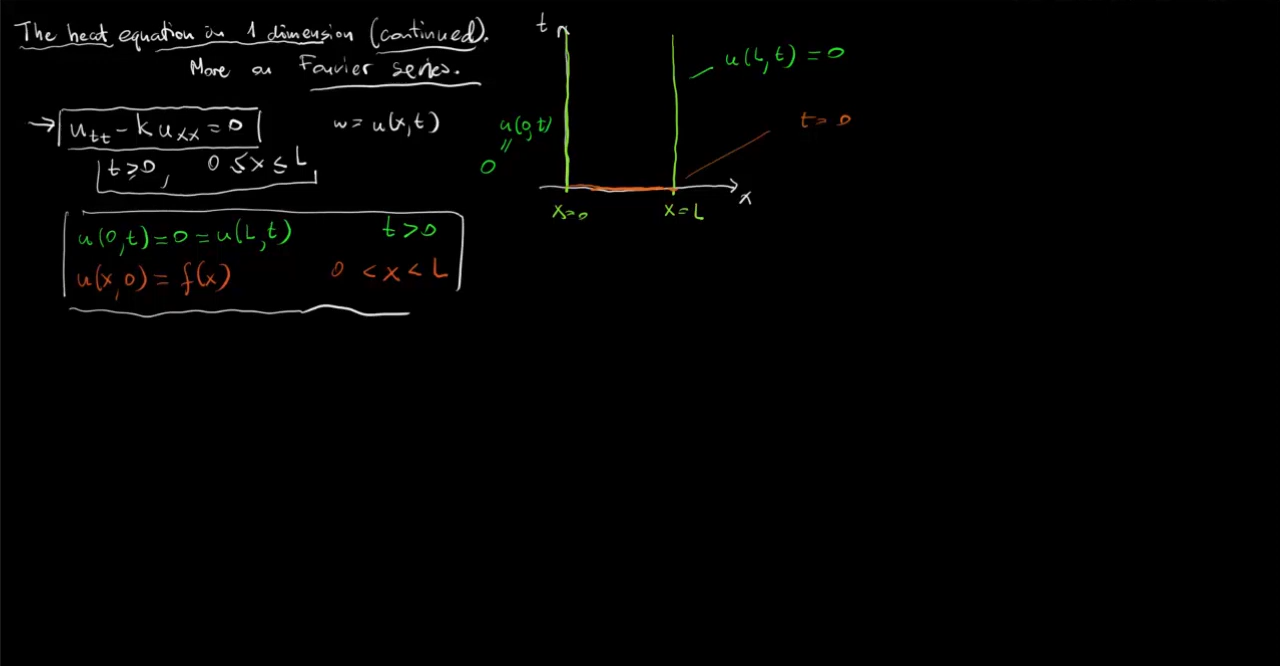 The heat equation in 1 dimension (continued).
More on Fourier series.
→ u_tt - k u_xx = 0
u = u(x,t)
t ≥ 0, 0 ≤ x ≤ L
u(0,t) = 0 = u(L,t) t > 0
u(x,0) = f(x) 0 < x < L
t
u(L,t) = 0
u(0,t)
=
0
t = 0
x
x=0
x=L